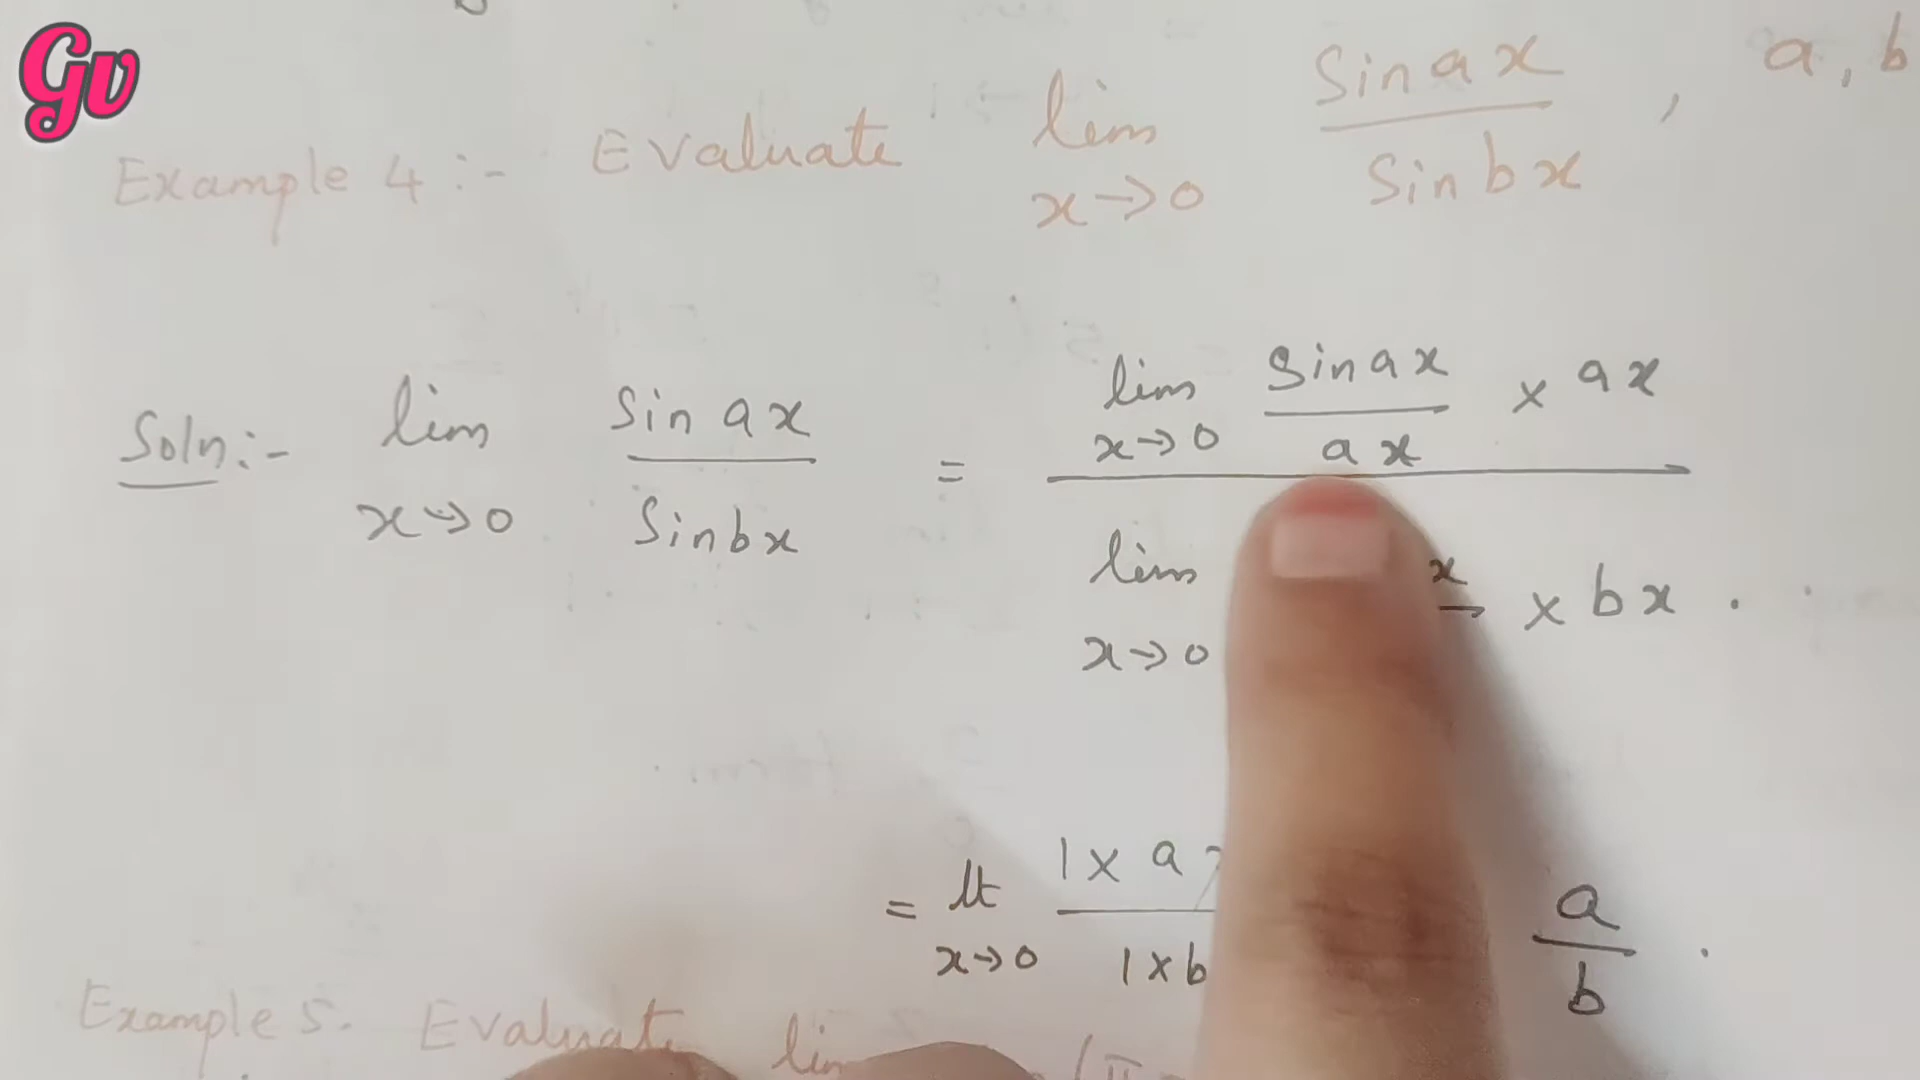 Gv
Example 4 :- Evaluate lim x→0 sin ax / sin bx , a, b
Soln :- lim x→0 sin ax / sin bx = lim x→0 sin ax / ax × ax
lim x→0 x × bx .
= lt x→0 1 × a / 1 × b a / b .
Example 5. Evaluate lim (π